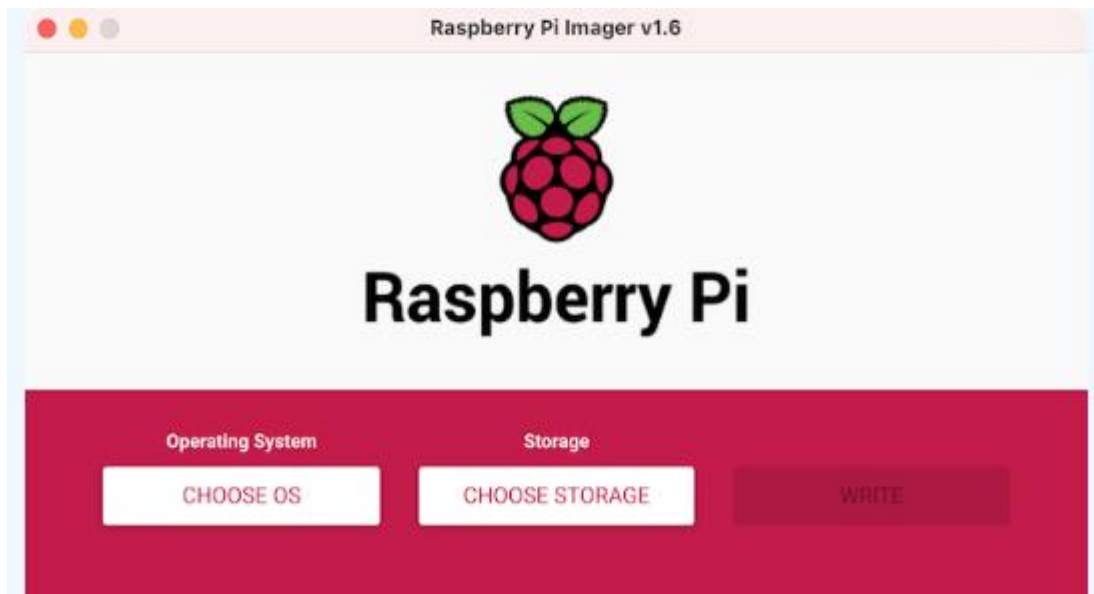 Raspberry Pi Imager v1.6
Raspberry Pi
Operating System Storage
CHOOSE OS CHOOSE STORAGE WRITE